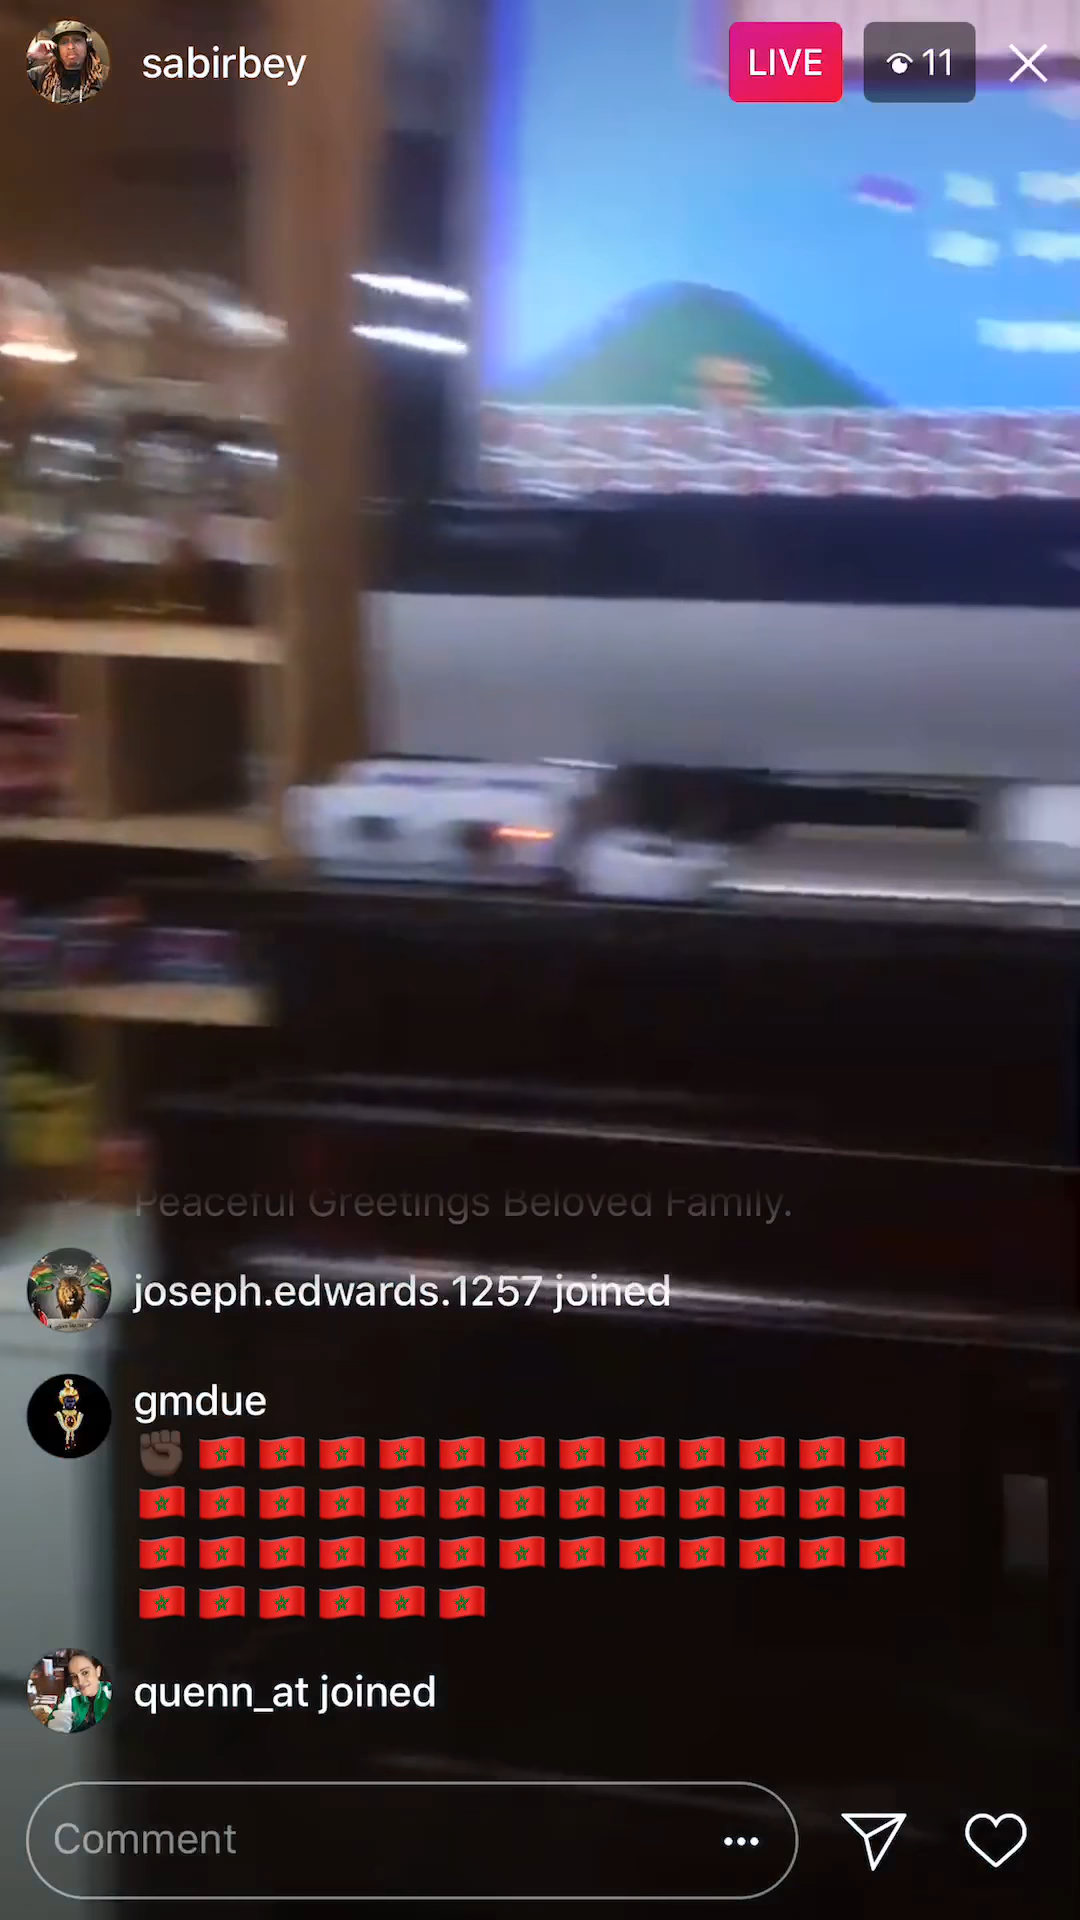 sabirbey
LIVE
11
Peaceful Greetings Beloved Family.
joseph.edwards.1257 joined
gmdue
✊🏿🇲🇦🇲🇦🇲🇦🇲🇦🇲🇦🇲🇦🇲🇦🇲🇦🇲🇦🇲🇦🇲🇦🇲🇦
🇲🇦🇲🇦🇲🇦🇲🇦🇲🇦🇲🇦🇲🇦🇲🇦🇲🇦🇲🇦🇲🇦🇲🇦🇲🇦
🇲🇦🇲🇦🇲🇦🇲🇦🇲🇦🇲🇦🇲🇦🇲🇦🇲🇦🇲🇦🇲🇦🇲🇦🇲🇦
🇲🇦🇲🇦🇲🇦🇲🇦🇲🇦🇲🇦
quenn_at joined
Comment